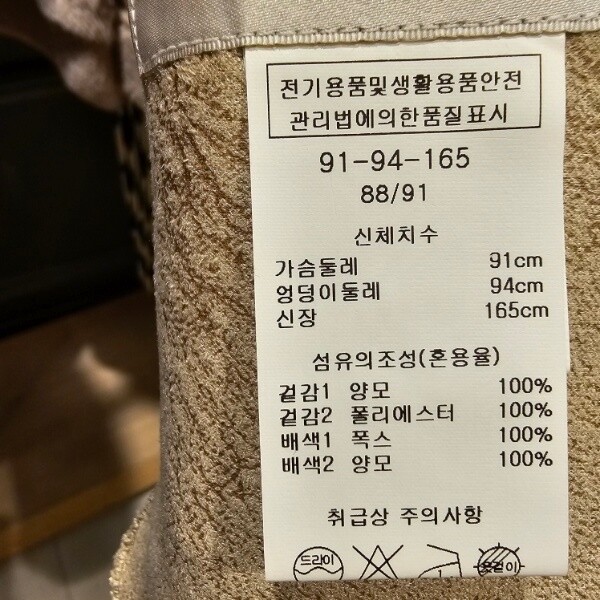 전기용품및생활용품안전
관리법에의한품질표시
91-94-165
88/91
신체치수
가슴둘레 91cm
엉덩이둘레 94cm
신장 165cm
섬유의조성(혼용율)
겉감1 양모 100%
겉감2 폴리에스터 100%
배색1 폭스 100%
배색2 양모 100%
취급상 주의사항
드라이 옷걸이